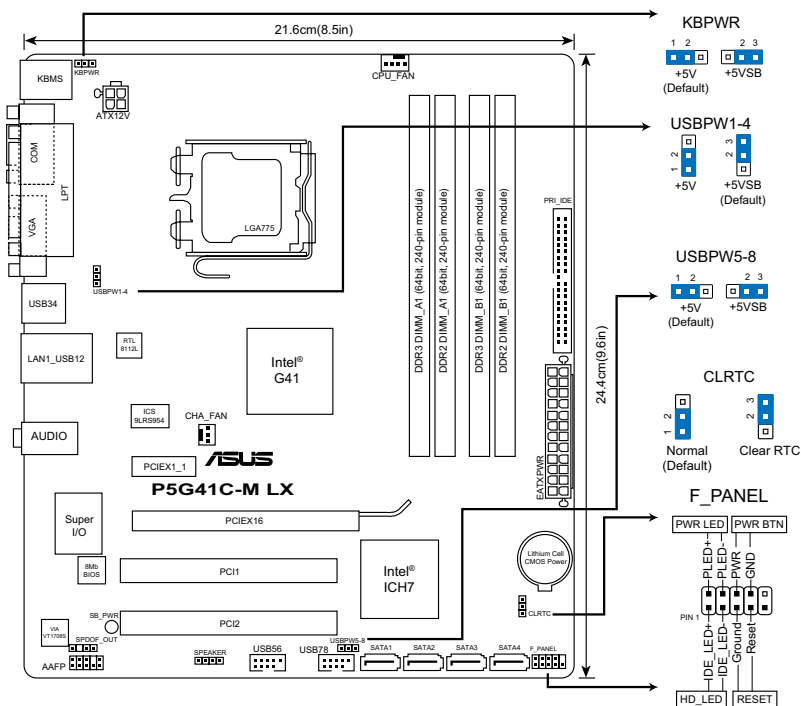 21.6cm(8.5in)
KBPWR
1 2
2 3
+5V
(Default)
+5VSB
KBMS
KBPWR
CPU_FAN
ATX12V
COM
LPT
VGA
LGA775
USBPW1-4
DDR3 DIMM_A1 (64bit, 240-pin module)
DDR2 DIMM_A1 (64bit, 240-pin module)
DDR3 DIMM_B1 (64bit, 240-pin module)
DDR2 DIMM_B1 (64bit, 240-pin module)
PRI_IDE
24.4cm(9.6in)
USBPW1-4
1 2
2 3
+5V
+5VSB
(Default)
USB34
LAN1_USB12
RTL
8112L
Intel®
G41
USBPW5-8
1 2
2 3
+5V
(Default)
+5VSB
ICS
9LRS954
CHA_FAN
AUDIO
ASUS
PCIEX1_1
P5G41C-M LX
EATXPWR
CLRTC
1 2
2 3
Normal
(Default)
Clear RTC
Super
I/O
PCIEX16
8Mb
BIOS
PCI1
Intel®
ICH7
Lithium Cell
CMOS Power
SB_PWR
PCI2
CLRTC
VIA
VT1708S
SPDOF_OUT
AAFP
SPEAKER
USB56
USB78
USBPW5-8
SATA1
SATA2
SATA3
SATA4
F_PANEL
F_PANEL
PWR LED
PWR BTN
PLED+
PLED-
PWR
GND
PIN 1
IDE_LED+
IDE_LED-
Ground
Reset
HD_LED
RESET